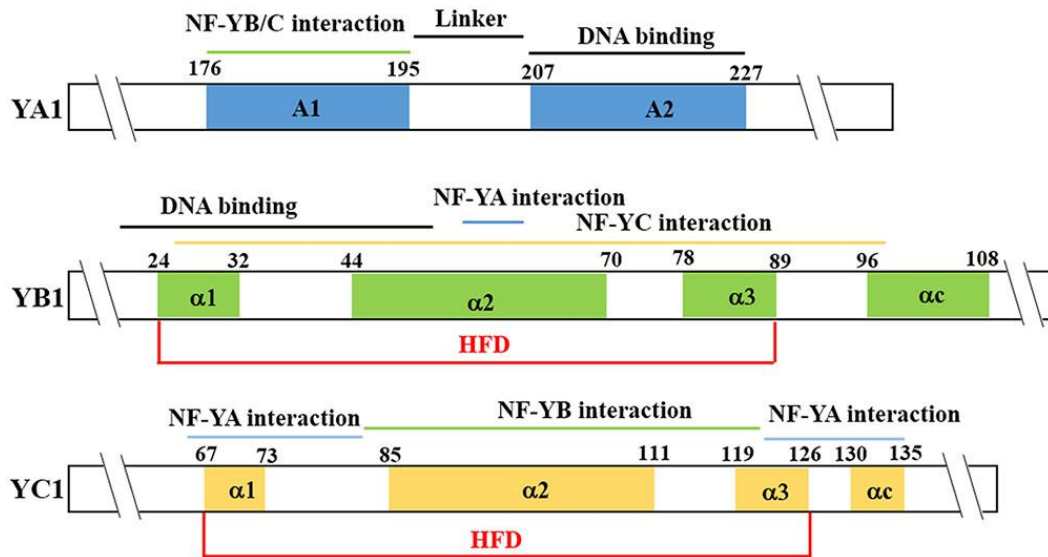 Linker
NF-YB/C interaction
DNA binding
176 195 207 227
YA1 A1 A2
DNA binding
NF-YA interaction
NF-YC interaction
24 32 44 70 78 89 96 108
YB1 α1 α2 α3 αc
HFD
NF-YA interaction NF-YB interaction NF-YA interaction
67 73 85 111 119 126 130 135
YC1 α1 α2 α3 αc
HFD